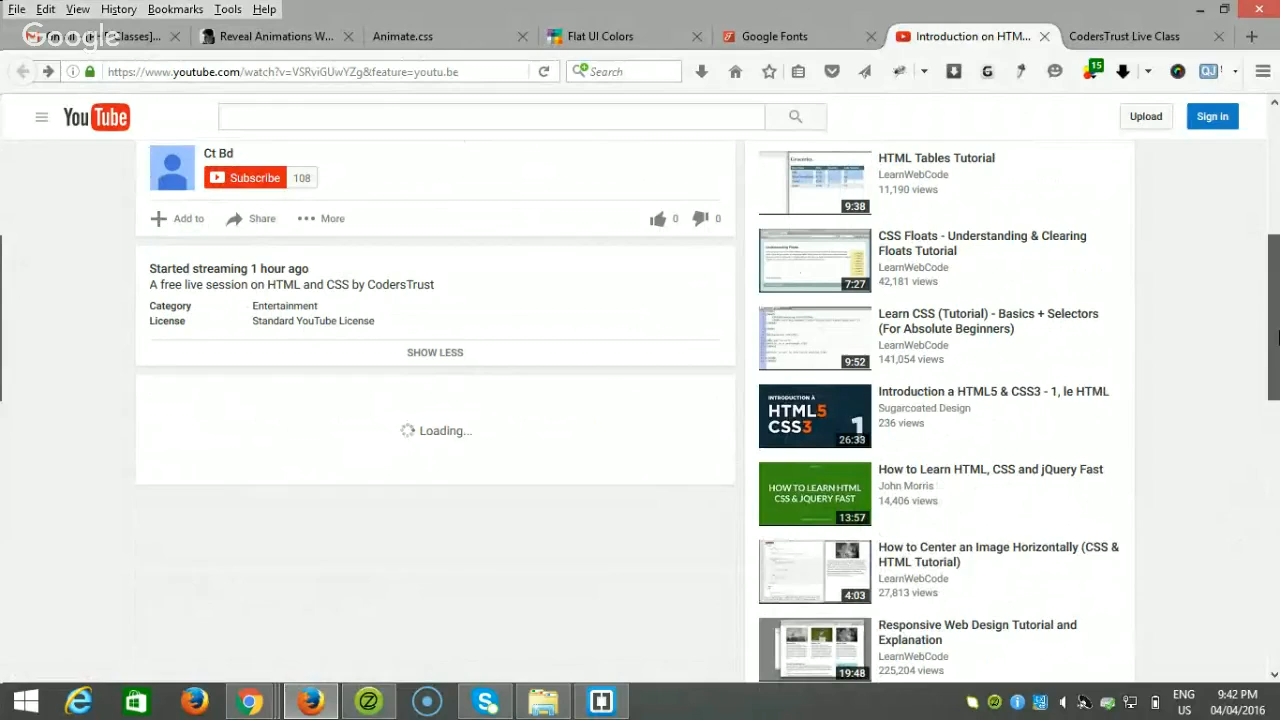 File Edit View History Bookmarks Tools Help
Google
Reveal Animations W...
Animate.css
Flat UI Colors
Google Fonts
Introduction on HTM...
CodersTrust Live Class
https://www.youtube.com/watch?v=VSRviGUwYZg&feature=youtu.be
Search
15
YouTube
Upload
Sign in
Ct Bd
Subscribe 108
Add to Share More 0 0
Started streaming 1 hour ago
A free live session on HTML and CSS by CodersTrust
Category Entertainment
License Standard YouTube License
SHOW LESS
Loading...
HTML Tables Tutorial
LearnWebCode
11,190 views
9:38
CSS Floats - Understanding & Clearing
Floats Tutorial
LearnWebCode
42,181 views
7:27
Learn CSS (Tutorial) - Basics + Selectors
(For Absolute Beginners)
LearnWebCode
141,054 views
9:52
INTRODUCTION À
HTML5
CSS3
1
26:33
Introduction a HTML5 & CSS3 - 1, le HTML
Sugarcoated Design
236 views
HOW TO LEARN HTML
CSS & JQUERY FAST
13:57
How to Learn HTML, CSS and jQuery Fast
John Morris
14,406 views
How to Center an Image Horizontally (CSS &
HTML Tutorial)
LearnWebCode
27,813 views
4:03
Responsive Web Design Tutorial and
Explanation
LearnWebCode
225,204 views
19:48
ENG
US
9:42 PM
04/04/2016